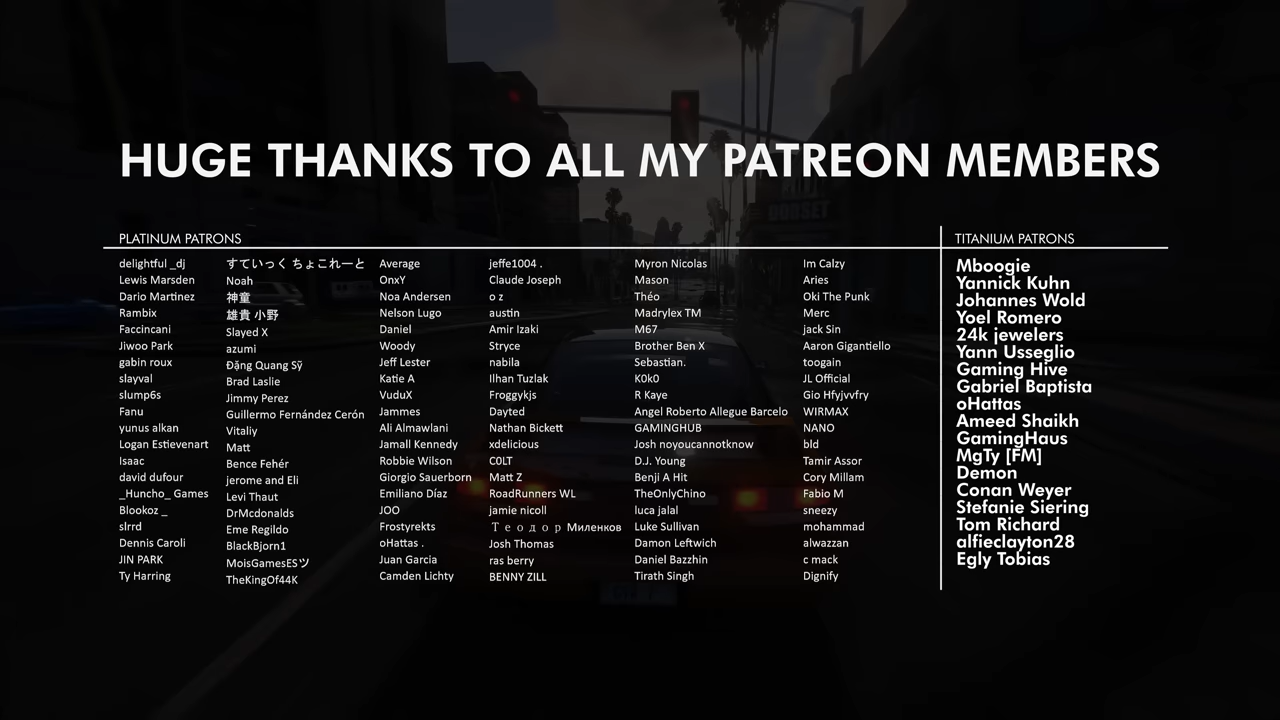 HUGE THANKS TO ALL MY PATREON MEMBERS
PLATINUM PATRONS
delightful _dj
Lewis Marsden
Dario Martinez
Rambix
Faccincani
Jiwoo Park
gabin roux
slayval
slump6s
Fanu
yunus alkan
Logan Estievenart
Isaac
david dufour
_Huncho_ Games
Blookoz _
slrrd
Dennis Caroli
JIN PARK
Ty Harring
すていっく ちょこれーと
Noah
神童
雄貴 小野
Slayed X
azumi
Đặng Quang Sỹ
Brad Laslie
Jimmy Perez
Guillermo Fernández Cerón
Vitaliy
Matt
Bence Fehér
jerome and Eli
Levi Thaut
DrMcdonalds
Eme Regildo
BlackBjorn1
MoisGamesESツ
TheKingOf44K
Average
OnxY
Noa Andersen
Nelson Lugo
Daniel
Woody
Jeff Lester
Katie A
VuduX
Jammes
Ali Almawlani
Jamall Kennedy
Robbie Wilson
Giorgio Sauerborn
Emiliano Díaz
JOO
Frostyrekts
oHattas .
Juan Garcia
Camden Lichty
jeffe1004 .
Claude Joseph
o z
austin
Amir Izaki
Stryce
nabila
Ilhan Tuzlak
Froggykjs
Dayted
Nathan Bickett
xdelicious
C0LT
Matt Z
RoadRunners WL
jamie nicoll
Теодор Миленков
Josh Thomas
ras berry
BENNY ZILL
Myron Nicolas
Mason
Théo
Madrylex TM
M67
Brother Ben X
Sebastian.
K0k0
R Kaye
Angel Roberto Allegue Barcelo
GAMINGHUB
Josh noyoucannotknow
D.J. Young
Benji A Hit
TheOnlyChino
luca jalal
Luke Sullivan
Damon Leftwich
Daniel Bazzhin
Tirath Singh
Im Calzy
Aries
Oki The Punk
Merc
jack Sin
Aaron Gigantiello
toogain
JL Official
Gio Hfyjvvfry
WIRMAX
NANO
bld
Tamir Assor
Cory Millam
Fabio M
sneezy
mohammad
alwazzan
c mack
Dignify
TITANIUM PATRONS
Mboogie
Yannick Kuhn
Johannes Wold
Yoel Romero
24k jewelers
Yann Usseglio
Gaming Hive
Gabriel Baptista
oHattas
Ameed Shaikh
GamingHaus
MgTy [FM]
Demon
Conan Weyer
Stefanie Siering
Tom Richard
alfieclayton28
Egly Tobias